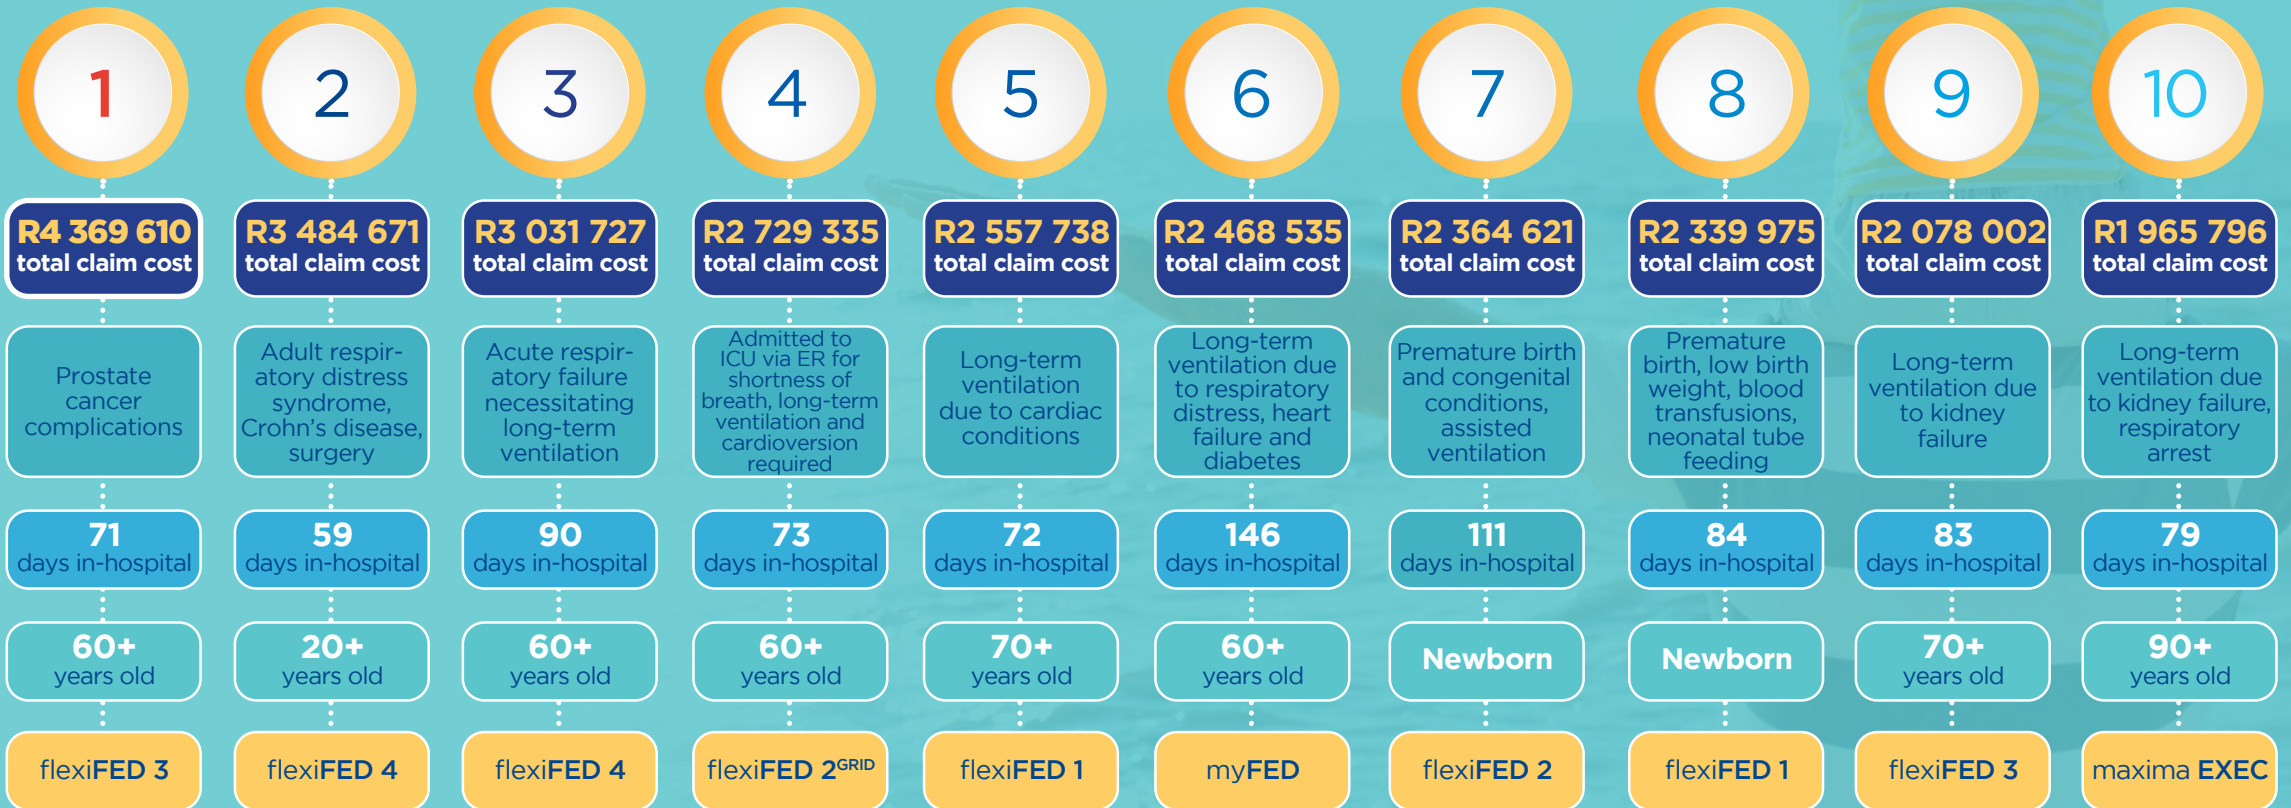 1
R4 369 610
total claim cost
Prostate
cancer
complications
71
days in-hospital
60+
years old
flexiFED 3
2
R3 484 671
total claim cost
Adult respir-
atory distress
syndrome,
Crohn's disease,
surgery
59
days in-hospital
20+
years old
flexiFED 4
3
R3 031 727
total claim cost
Acute respir-
atory failure
necessitating
long-term
ventilation
90
days in-hospital
60+
years old
flexiFED 4
4
R2 729 335
total claim cost
Admitted to
ICU via ER for
shortness of
breath, long-term
ventilation and
cardioversion
required
73
days in-hospital
60+
years old
flexiFED 2GRID
5
R2 557 738
total claim cost
Long-term
ventilation
due to cardiac
conditions
72
days in-hospital
70+
years old
flexiFED 1
6
R2 468 535
total claim cost
Long-term
ventilation due
to respiratory
distress, heart
failure and
diabetes
146
days in-hospital
60+
years old
myFED
7
R2 364 621
total claim cost
Premature birth
and congenital
conditions,
assisted
ventilation
111
days in-hospital
Newborn
flexiFED 2
8
R2 339 975
total claim cost
Premature
birth, low birth
weight, blood
transfusions,
neonatal tube
feeding
84
days in-hospital
Newborn
flexiFED 1
9
R2 078 002
total claim cost
Long-term
ventilation due
to kidney
failure
83
days in-hospital
70+
years old
flexiFED 3
10
R1 965 796
total claim cost
Long-term
ventilation due
to kidney failure,
respiratory
arrest
79
days in-hospital
90+
years old
maxima EXEC